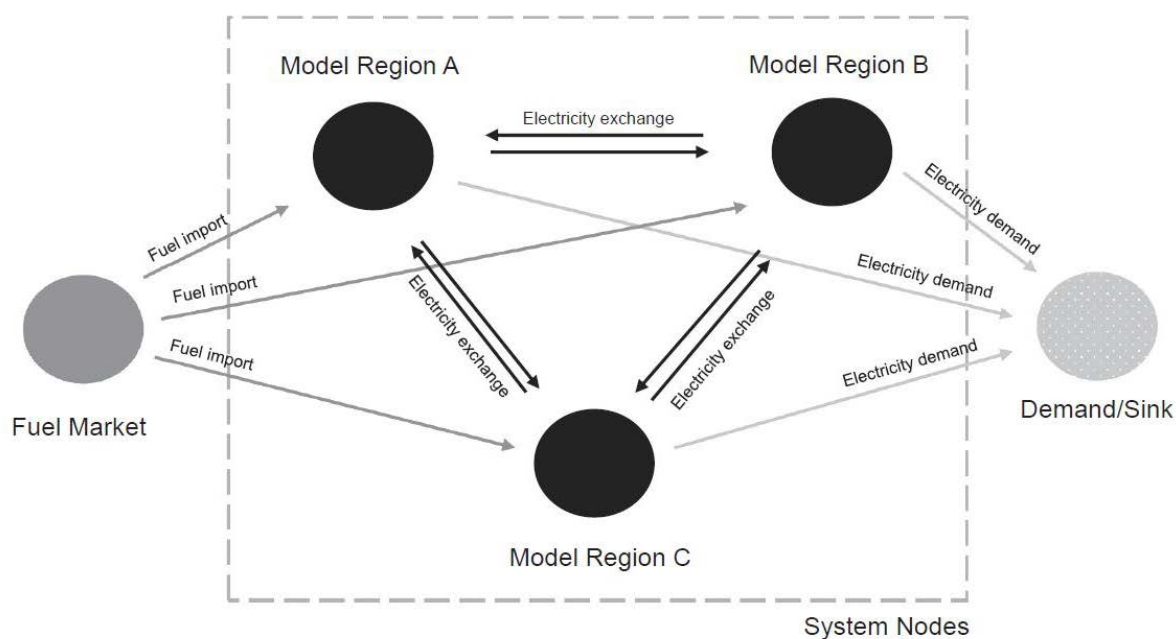 Model Region A
Model Region B
Electricity exchange
Electricity demand
Fuel import
Fuel import
Electricity demand
Electricity exchange
Electricity exchange
Fuel import
Electricity demand
Fuel Market
Demand/Sink
Model Region C
System Nodes